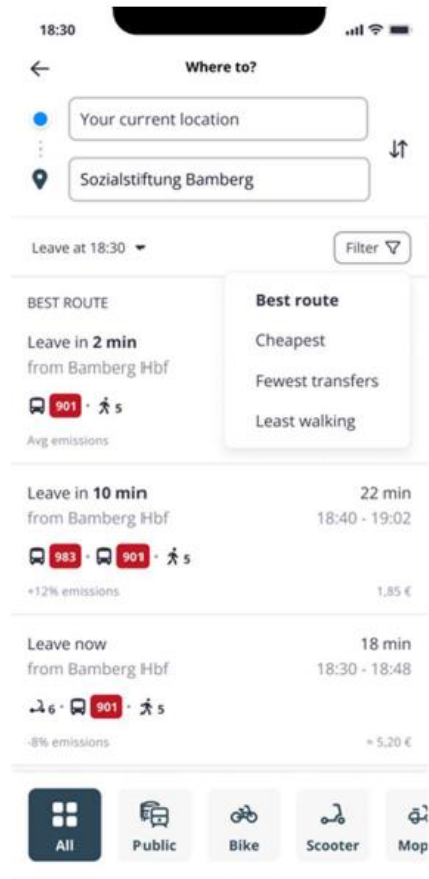 18:30
Where to?
Your current location
Sozialstiftung Bamberg
Leave at 18:30
Filter
Best route
Cheapest
Fewest transfers
Least walking
BEST ROUTE
Leave in 2 min
from Bamberg Hbf
901 · 5
Avg emissions
Leave in 10 min 22 min
from Bamberg Hbf 18:40 - 19:02
983 · 901 · 5
+12% emissions 1,85 €
Leave now 18 min
from Bamberg Hbf 18:30 - 18:48
6 · 901 · 5
-8% emissions ≈ 5,20 €
All Public Bike Scooter Mop